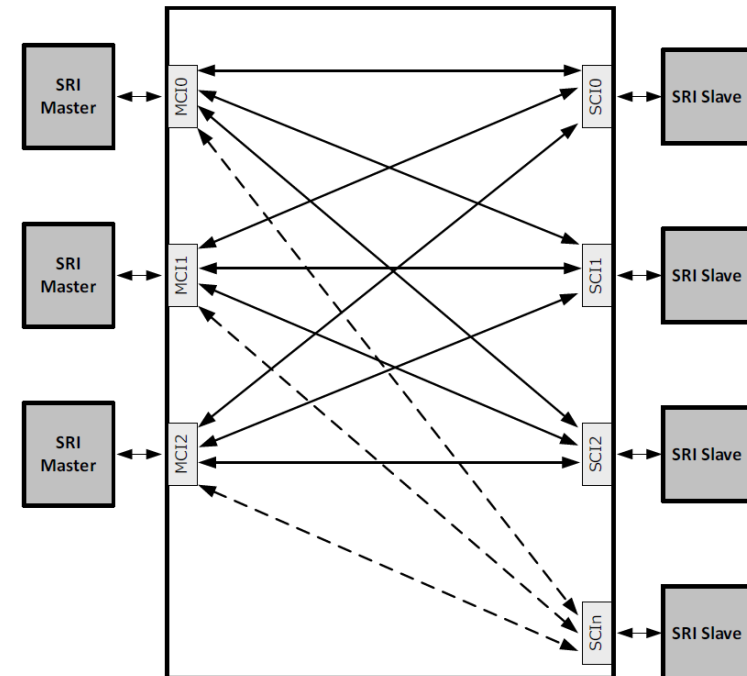 SRI
Master
MCI0
SCI0
SRI Slave
SRI
Master
MCI1
SCI1
SRI Slave
SRI
Master
MCI2
SCI2
SRI Slave
SCIn
SRI Slave